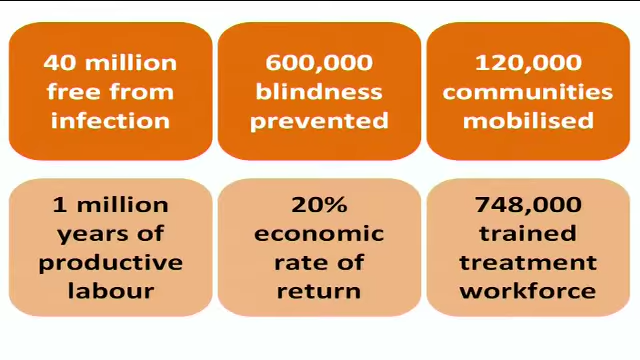 40 million
free from
infection
600,000
blindness
prevented
120,000
communities
mobilised
1 million
years of
productive
labour
20%
economic
rate of
return
748,000
trained
treatment
workforce